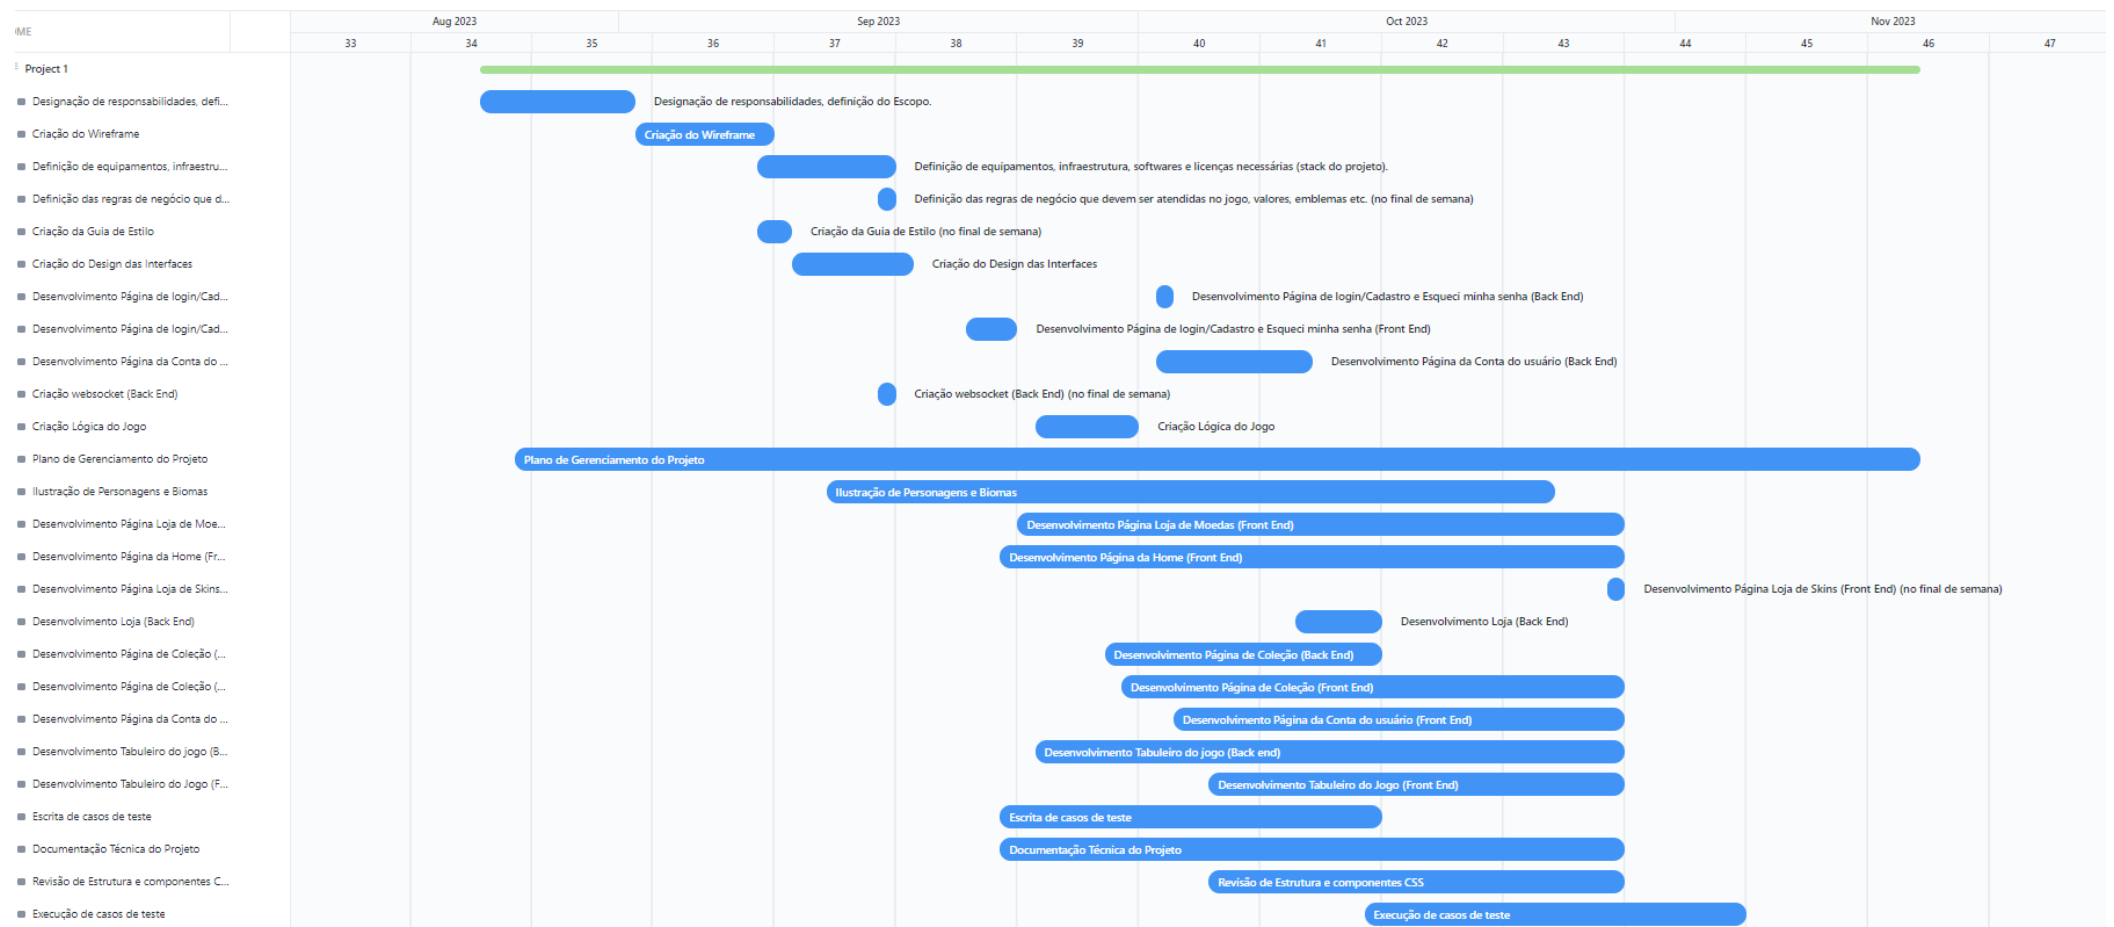 Aug 2023 Sep 2023 Oct 2023 Nov 2023
OME
33 34 35 36 37 38 39 40 41 42 43 44 45 46 47
Project 1
Designação de responsabilidades, defi... Designação de responsabilidades, definição do Escopo.
Criação do Wireframe Criação do Wireframe
Definição de equipamentos, infraestru... Definição de equipamentos, infraestrutura, softwares e licenças necessárias (stack do projeto).
Definição das regras de negócio que d... Definição das regras de negócio que devem ser atendidas no jogo, valores, emblemas etc. (no final de semana)
Criação da Guia de Estilo Criação da Guia de Estilo (no final de semana)
Criação do Design das Interfaces Criação do Design das Interfaces
Desenvolvimento Página de login/Cad... Desenvolvimento Página de login/Cadastro e Esqueci minha senha (Back End)
Desenvolvimento Página de login/Cad... Desenvolvimento Página de login/Cadastro e Esqueci minha senha (Front End)
Desenvolvimento Página da Conta do ... Desenvolvimento Página da Conta do usuário (Back End)
Criação websocket (Back End) Criação websocket (Back End) (no final de semana)
Criação Lógica do Jogo Criação Lógica do Jogo
Plano de Gerenciamento do Projeto Plano de Gerenciamento do Projeto
Ilustração de Personagens e Biomas Ilustração de Personagens e Biomas
Desenvolvimento Página Loja de Moe... Desenvolvimento Página Loja de Moedas (Front End)
Desenvolvimento Página da Home (Fr... Desenvolvimento Página da Home (Front End)
Desenvolvimento Página Loja de Skins... Desenvolvimento Página Loja de Skins (Front End) (no final de semana)
Desenvolvimento Loja (Back End) Desenvolvimento Loja (Back End)
Desenvolvimento Página de Coleção (... Desenvolvimento Página de Coleção (Back End)
Desenvolvimento Página de Coleção (... Desenvolvimento Página de Coleção (Front End)
Desenvolvimento Página da Conta do ... Desenvolvimento Página da Conta do usuário (Front End)
Desenvolvimento Tabuleiro do jogo (B... Desenvolvimento Tabuleiro do jogo (Back end)
Desenvolvimento Tabuleiro do Jogo (F... Desenvolvimento Tabuleiro do Jogo (Front End)
Escrita de casos de teste Escrita de casos de teste
Documentação Técnica do Projeto Documentação Técnica do Projeto
Revisão de Estrutura e componentes C... Revisão de Estrutura e componentes CSS
Execução de casos de teste Execução de casos de teste